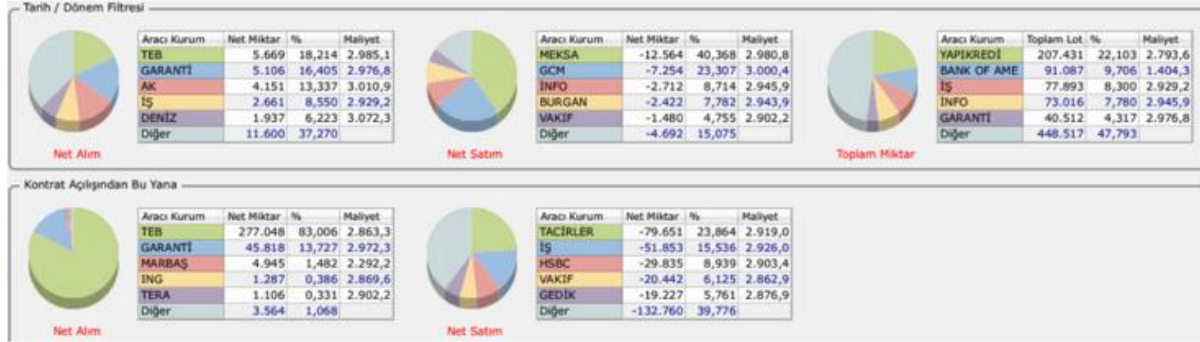 Tarih / Dönem Filtresi
Aracı Kurum Net Miktar % Maliyet
TEB 5.669 18,214 2.985,1
GARANTİ 5.106 16,405 2.976,8
AK 4.151 13,337 3.010,9
İŞ 2.661 8,550 2.929,2
DENİZ 1.937 6,223 3.072,3
Diğer 11.600 37,270
Net Alım
Aracı Kurum Net Miktar % Maliyet
MEKSA -12.564 40,368 2.980,8
GCM -7.254 23,307 3.000,4
İNFO -2.712 8,714 2.945,9
BURGAN -2.422 7,782 2.943,9
VAKIF -1.480 4,755 2.902,2
Diğer -4.692 15,075
Net Satım
Aracı Kurum Toplam Lot % Maliyet
YAPIKREDİ 207.431 22,103 2.793,6
BANK OF AME 91.087 9,706 1.404,3
İŞ 77.893 8,300 2.929,2
İNFO 73.016 7,780 2.945,9
GARANTİ 40.512 4,317 2.976,8
Diğer 448.517 47,793
Toplam Miktar
Kontrat Açılışından Bu Yana
Aracı Kurum Net Miktar % Maliyet
TEB 277.048 83,006 2.863,3
GARANTİ 45.818 13,727 2.972,3
MARBAŞ 4.945 1,482 2.292,2
ING 1.287 0,386 2.869,6
TERA 1.106 0,331 2.902,2
Diğer 3.564 1,068
Net Alım
Aracı Kurum Net Miktar % Maliyet
TACİRLER -79.651 23,864 2.919,0
İŞ -51.853 15,536 2.926,0
HSBC -29.835 8,939 2.903,4
VAKIF -20.442 6,125 2.862,9
GEDİK -19.227 5,761 2.876,9
Diğer -132.760 39,776
Net Satım